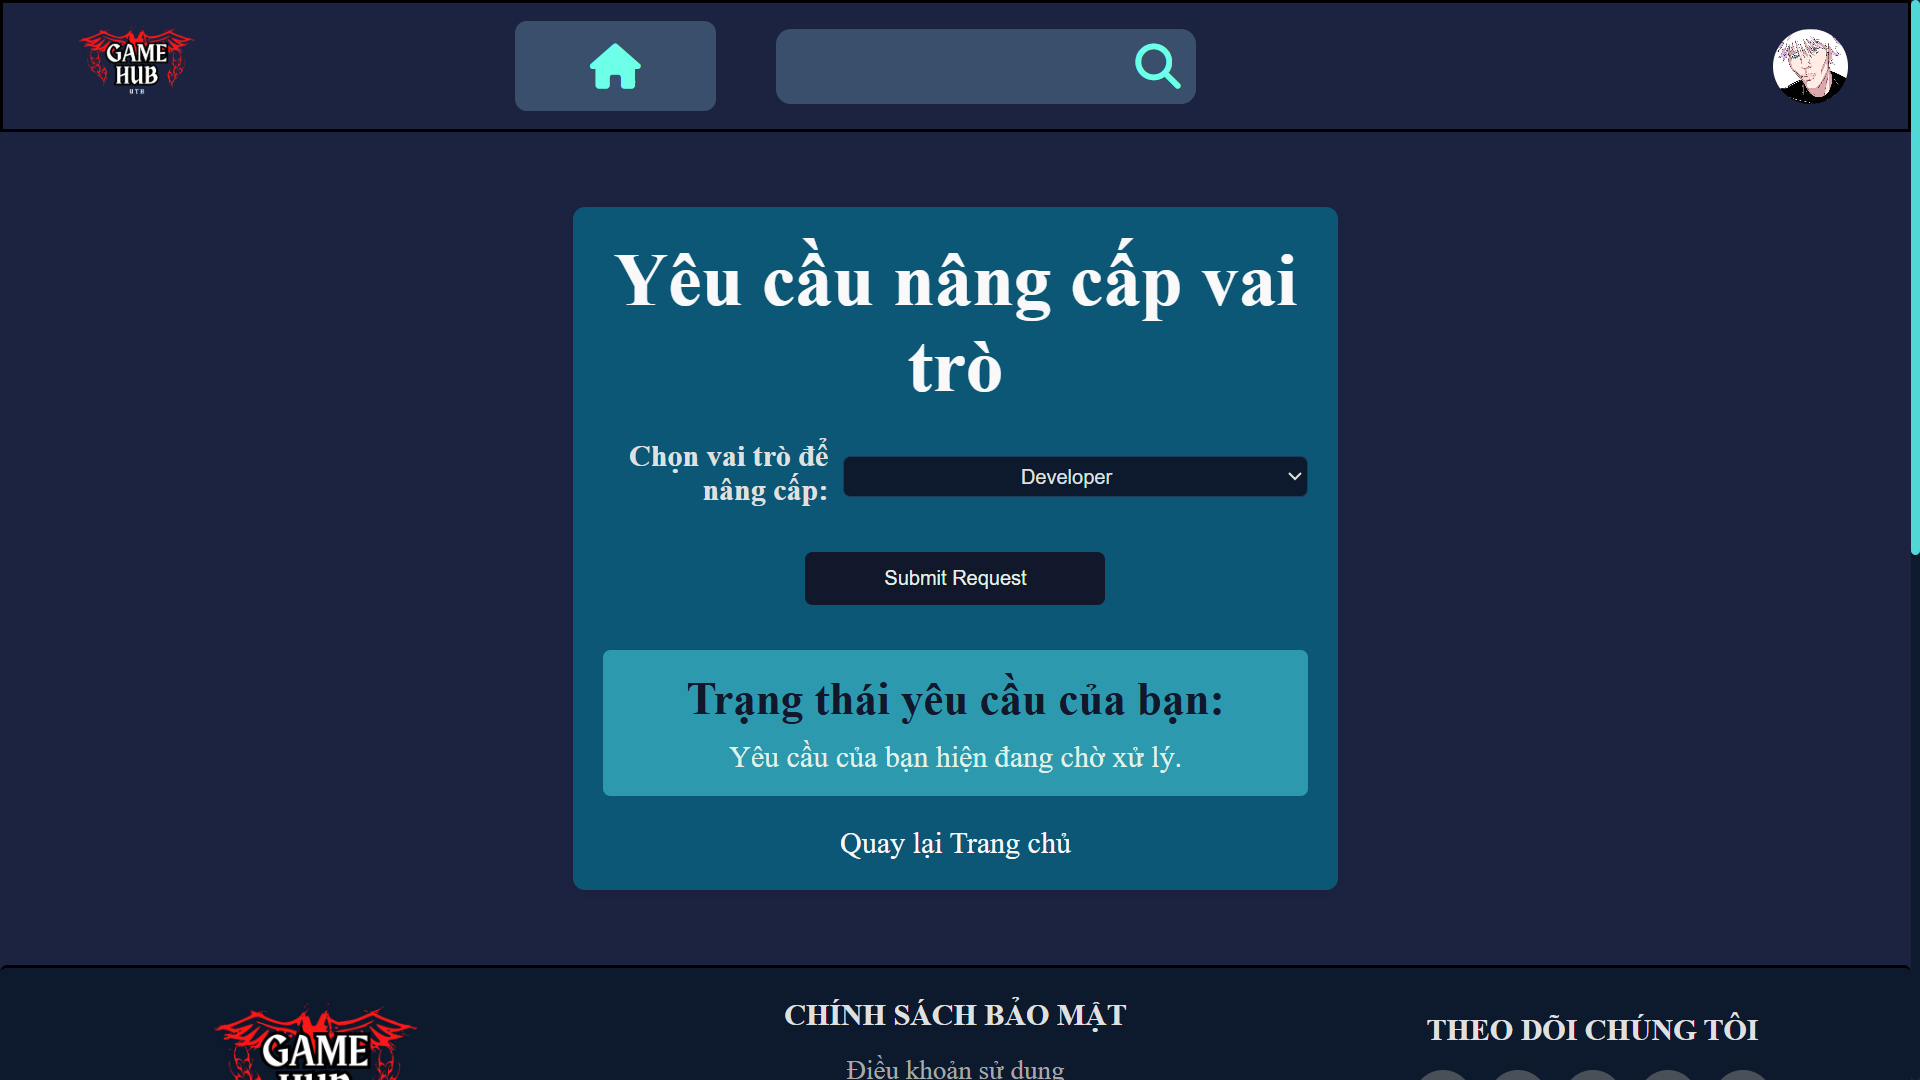 GAME
HUB
UTH
Yêu cầu nâng cấp vai
trò
Chọn vai trò để
nâng cấp:
Developer
Submit Request
Trạng thái yêu cầu của bạn:
Yêu cầu của bạn hiện đang chờ xử lý.
Quay lại Trang chủ
GAME
HUB
CHÍNH SÁCH BẢO MẬT
Điều khoản sử dụng
THEO DÕI CHÚNG TÔI